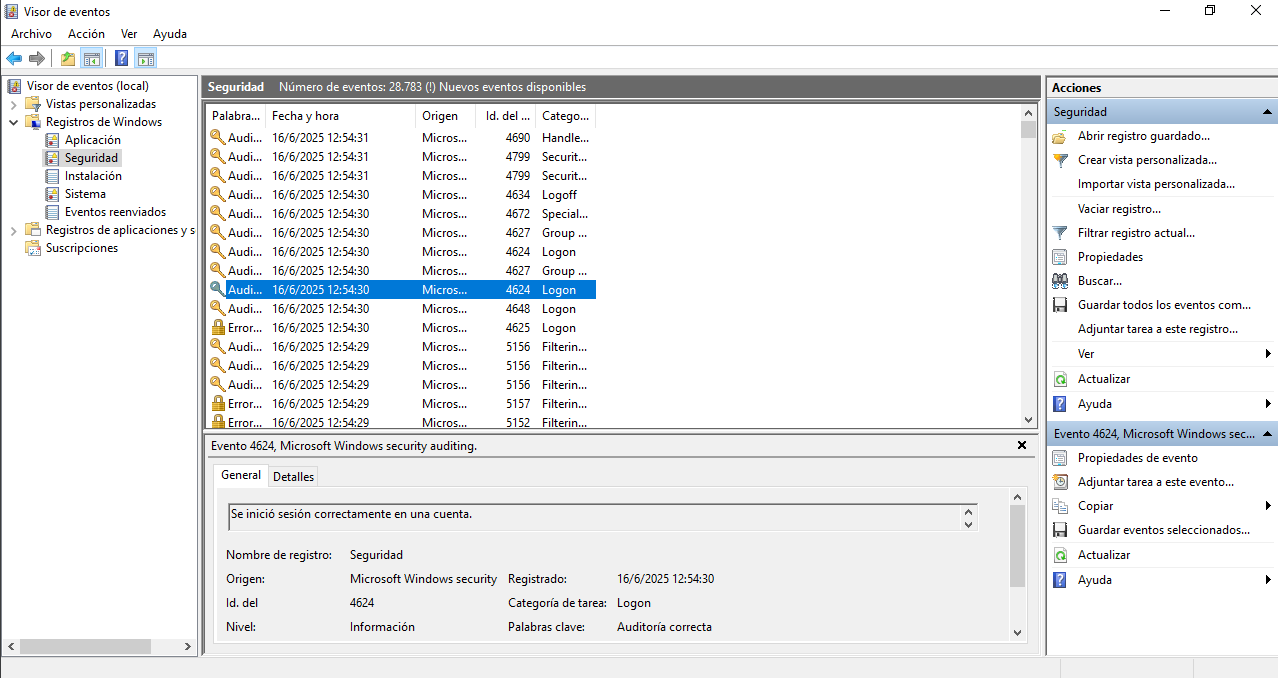 Visor de eventos
Archivo Acción Ver Ayuda
Visor de eventos (local)
Vistas personalizadas
Registros de Windows
Aplicación
Seguridad
Instalación
Sistema
Eventos reenviados
Registros de aplicaciones y s
Suscripciones
Seguridad Número de eventos: 28.783 (!) Nuevos eventos disponibles
Palabra... Fecha y hora Origen Id. del ... Catego...
Audi... 16/6/2025 12:54:31 Micros... 4690 Handle...
Audi... 16/6/2025 12:54:31 Micros... 4799 Securit...
Audi... 16/6/2025 12:54:31 Micros... 4799 Securit...
Audi... 16/6/2025 12:54:30 Micros... 4634 Logoff
Audi... 16/6/2025 12:54:30 Micros... 4672 Special...
Audi... 16/6/2025 12:54:30 Micros... 4627 Group ...
Audi... 16/6/2025 12:54:30 Micros... 4624 Logon
Audi... 16/6/2025 12:54:30 Micros... 4627 Group ...
Audi... 16/6/2025 12:54:30 Micros... 4624 Logon
Audi... 16/6/2025 12:54:30 Micros... 4648 Logon
Error... 16/6/2025 12:54:30 Micros... 4625 Logon
Audi... 16/6/2025 12:54:29 Micros... 5156 Filterin...
Audi... 16/6/2025 12:54:29 Micros... 5156 Filterin...
Audi... 16/6/2025 12:54:29 Micros... 5156 Filterin...
Error... 16/6/2025 12:54:29 Micros... 5157 Filterin...
Error... 16/6/2025 12:54:29 Micros... 5152 Filterin...
Evento 4624, Microsoft Windows security auditing.
General Detalles
Se inició sesión correctamente en una cuenta.
Nombre de registro: Seguridad
Origen: Microsoft Windows security Registrado: 16/6/2025 12:54:30
Id. del 4624 Categoría de tarea: Logon
Nivel: Información Palabras clave: Auditoría correcta
Acciones
Seguridad
Abrir registro guardado...
Crear vista personalizada...
Importar vista personalizada...
Vaciar registro...
Filtrar registro actual...
Propiedades
Buscar...
Guardar todos los eventos com...
Adjuntar tarea a este registro...
Ver
Actualizar
Ayuda
Evento 4624, Microsoft Windows sec...
Propiedades de evento
Adjuntar tarea a este evento...
Copiar
Guardar eventos seleccionados...
Actualizar
Ayuda